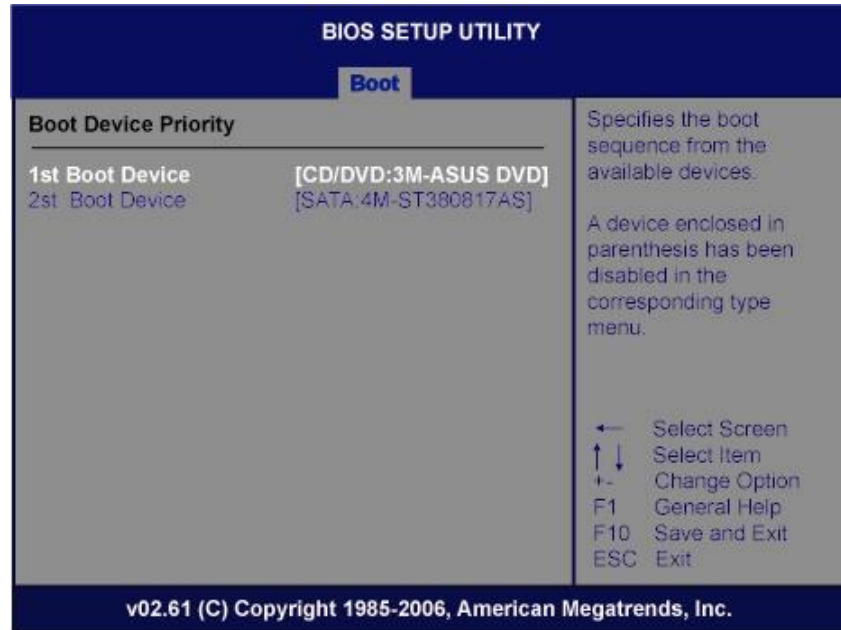 BIOS SETUP UTILITY
Boot
Boot Device Priority
1st Boot Device [CD/DVD:3M-ASUS DVD]
2st Boot Device [SATA:4M-ST380817AS]
Specifies the boot
sequence from the
available devices.
A device enclosed in
parenthesis has been
disabled in the
corresponding type
menu.
← Select Screen
↑↓ Select Item
+- Change Option
F1 General Help
F10 Save and Exit
ESC Exit
v02.61 (C) Copyright 1985-2006, American Megatrends, Inc.